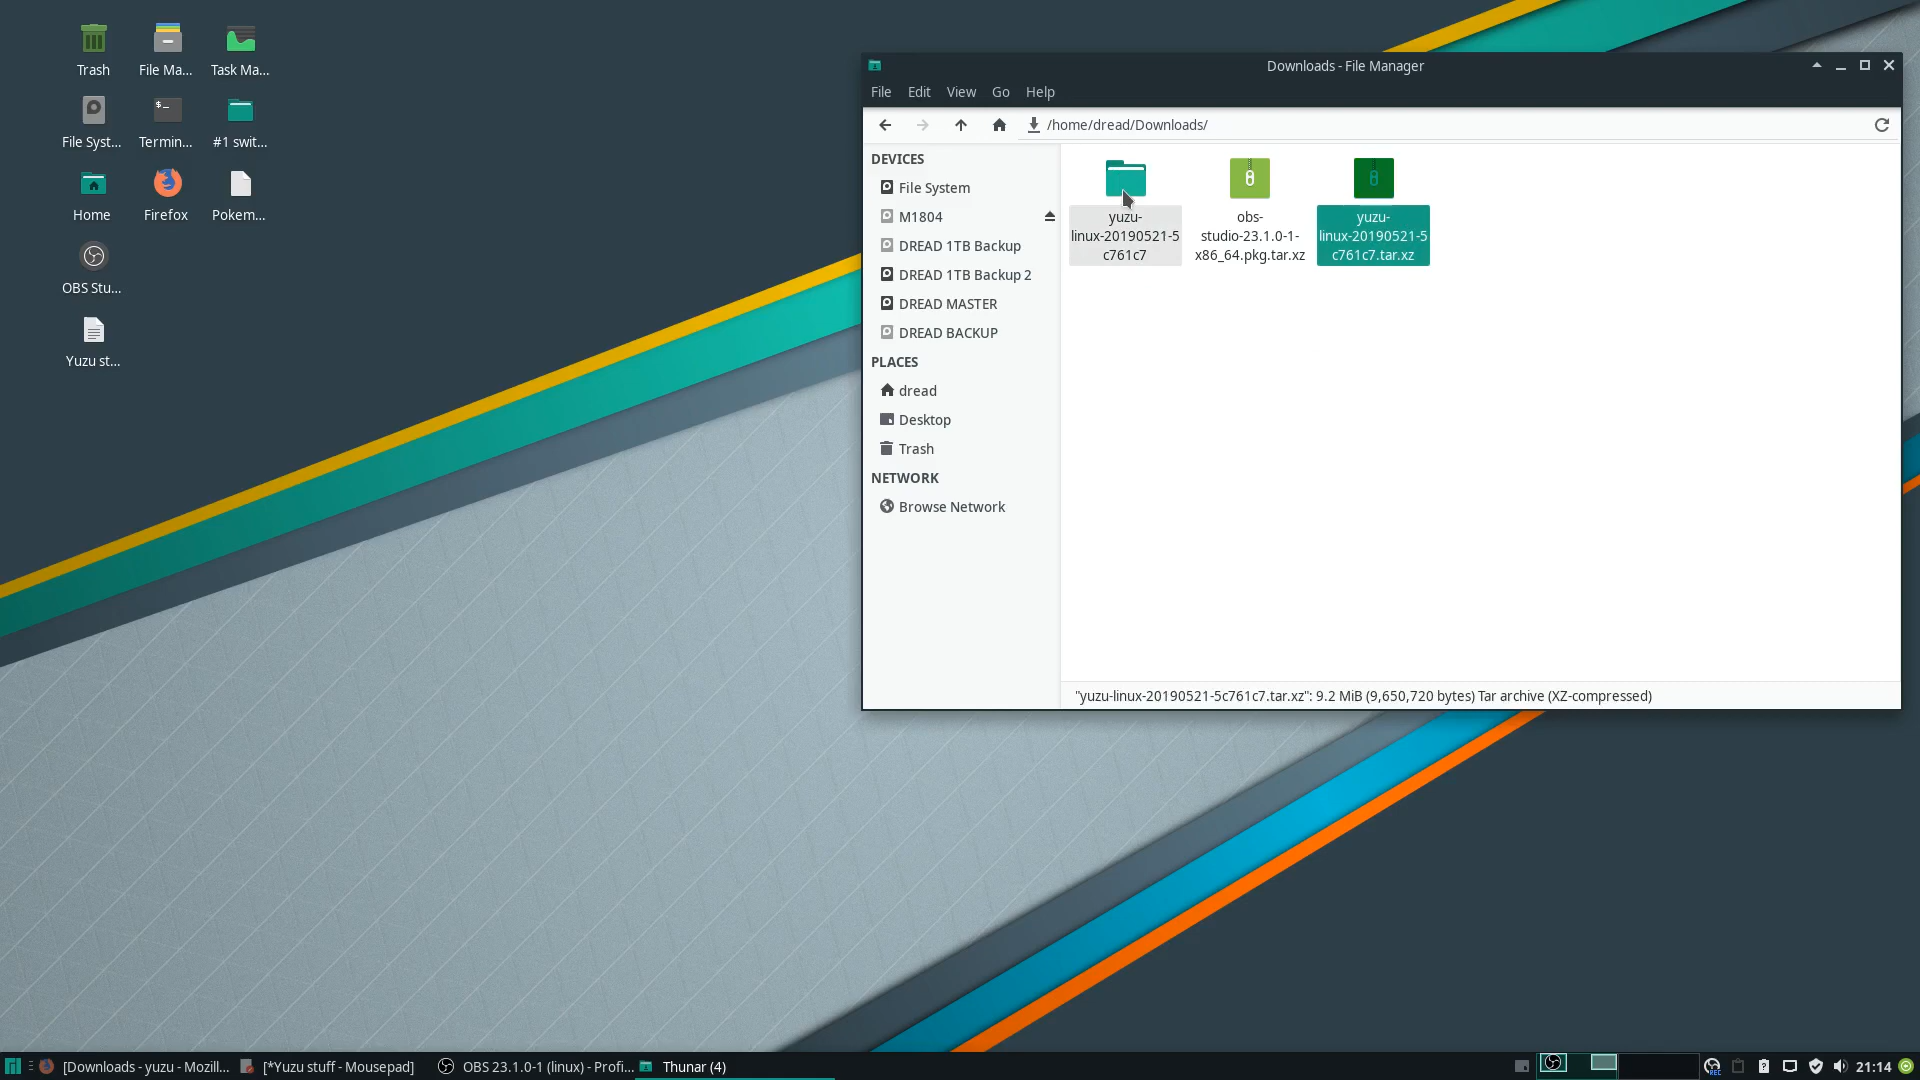 Trash
File Ma...
Task Ma...
File Syst...
Termin...
#1 swit...
Home
Firefox
Pokem...
OBS Stu...
Yuzu st...
Downloads - File Manager
File Edit View Go Help
/home/dread/Downloads/
DEVICES
File System
M1804
DREAD 1TB Backup
DREAD 1TB Backup 2
DREAD MASTER
DREAD BACKUP
PLACES
dread
Desktop
Trash
NETWORK
Browse Network
yuzu-
linux-20190521-5
c761c7
obs-
studio-23.1.0-1-
x86_64.pkg.tar.xz
yuzu-
linux-20190521-5
c761c7.tar.xz
"yuzu-linux-20190521-5c761c7.tar.xz": 9.2 MiB (9,650,720 bytes) Tar archive (XZ-compressed)
[Downloads - yuzu - Mozill...
[*Yuzu stuff - Mousepad]
OBS 23.1.0-1 (linux) - Profi...
Thunar (4)
REC
21:14